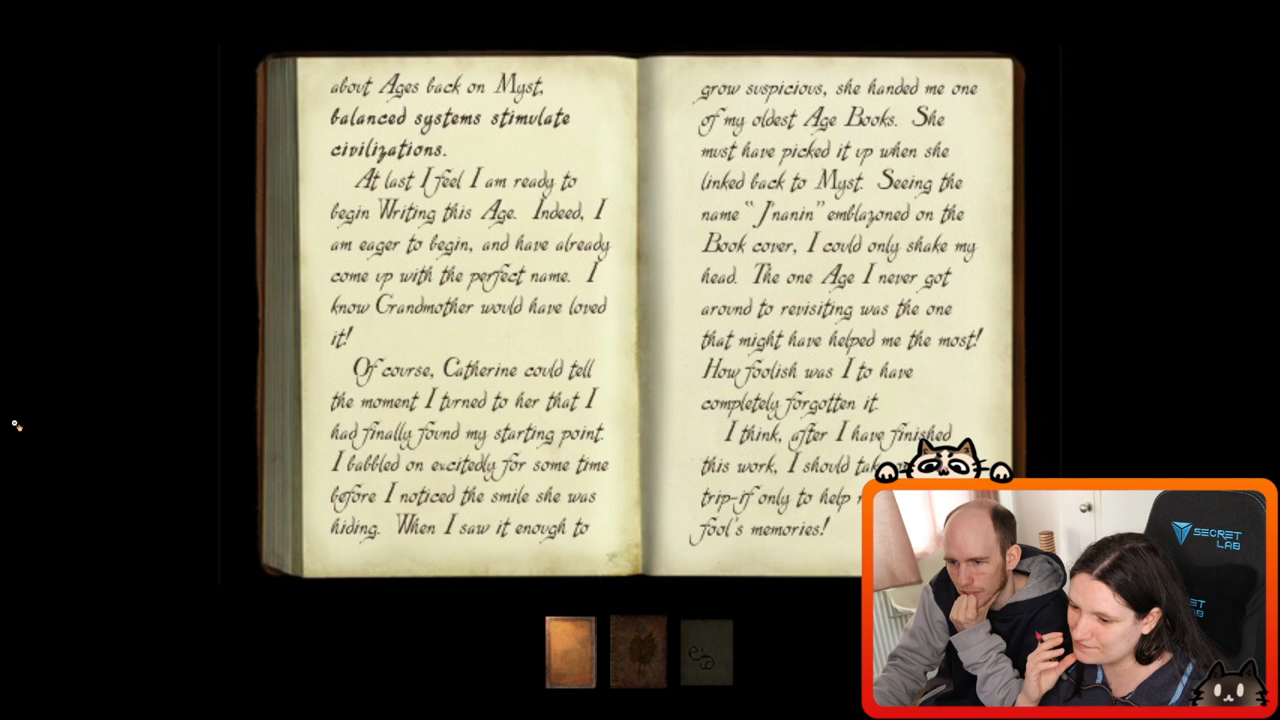 about Ages back on Myst,
balanced systems stimulate
civilizations.
At last I feel I am ready to
begin Writing this Age. Indeed, I
am eager to begin, and have already
come up with the perfect name. I
know Grandmother would have loved
it!
Of course, Catherine could tell
the moment I turned to her that I
had finally found my starting point.
I babbled on excitedly for some time
before I noticed the smile she was
hiding. When I saw it enough to
grow suspicious, she handed me one
of my oldest Age Books. She
must have picked it up when she
linked back to Myst. Seeing the
name "J'nanin" emblazoned on the
Book cover, I could only shake my
head. The one Age I never got
around to revisiting was the one
that might have helped me the most!
How foolish was I to have
completely forgotten it.
I think, after I have finished
this work, I should
trip-if only to help
fool's memories!
SECRET
LAB